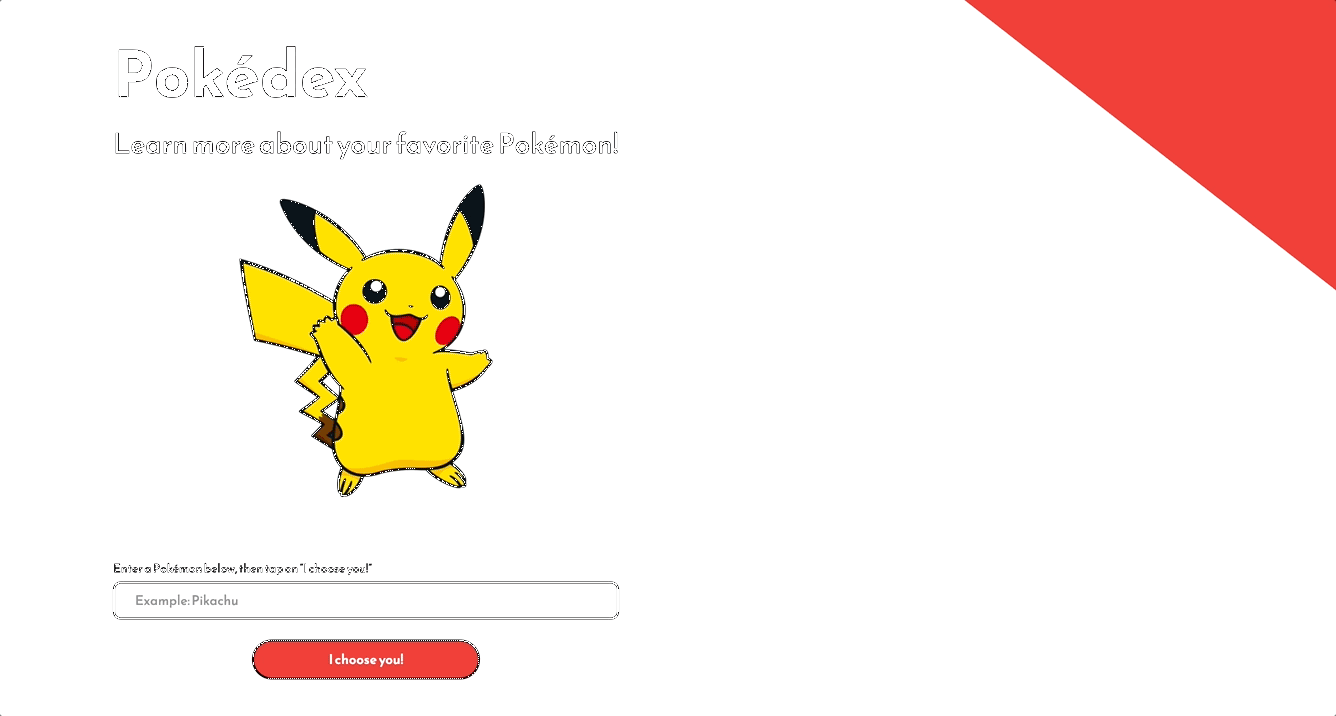 Pokédex
Learn more about your favorite Pokémon!
Enter a Pokémon below, then tap on "I choose you!"
Example: Pikachu
I choose you!